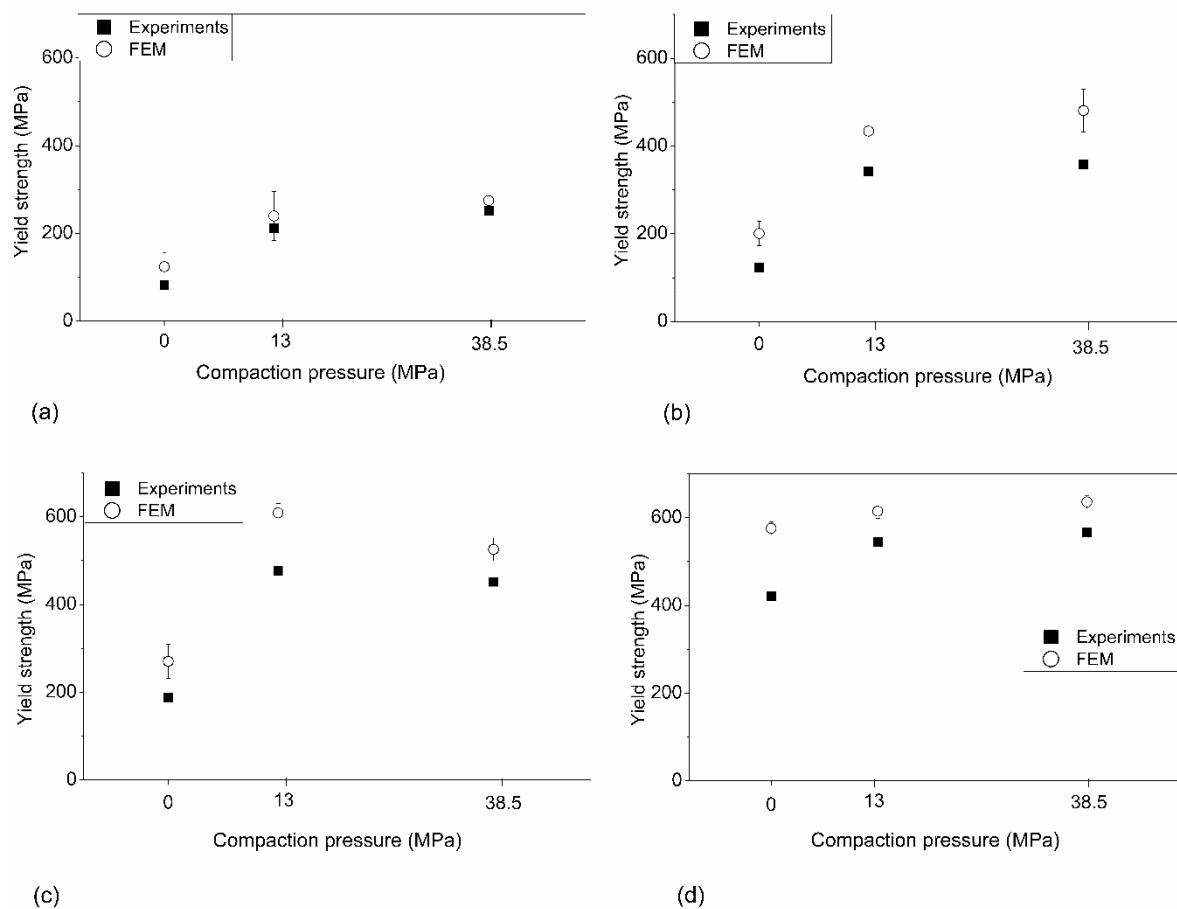 Experiments
FEM
600
400
200
0
Yield strength (MPa)
0 13 38.5
Compaction pressure (MPa)
(a)
Experiments
FEM
600
400
200
0
Yield strength (MPa)
0 13 38.5
Compaction pressure (MPa)
(b)
Experiments
FEM
600
400
200
0
Yield strength (MPa)
0 13 38.5
Compaction pressure (MPa)
(c)
600
400
200
0
Yield strength (MPa)
Experiments
FEM
0 13 38.5
Compaction pressure (MPa)
(d)